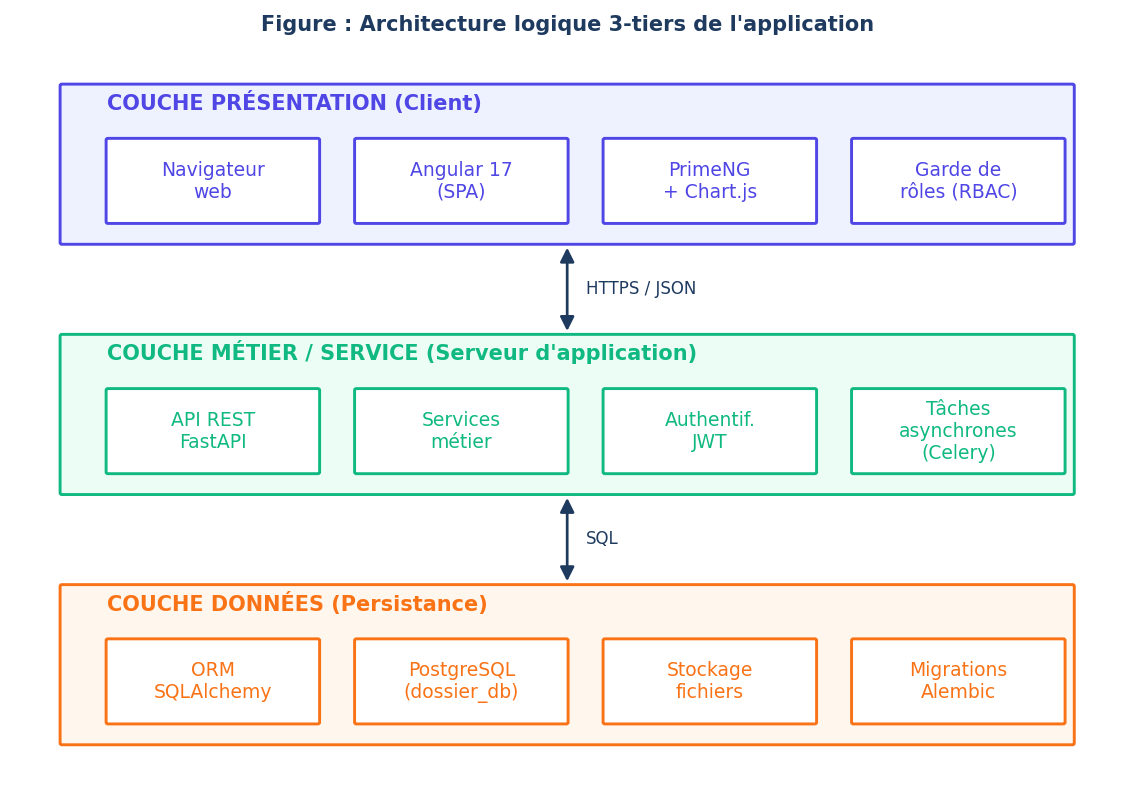 Figure : Architecture logique 3-tiers de l'application
COUCHE PRÉSENTATION (Client)
Navigateur
web
Angular 17
(SPA)
PrimeNG
+ Chart.js
Garde de
rôles (RBAC)
HTTPS / JSON
COUCHE MÉTIER / SERVICE (Serveur d'application)
API REST
FastAPI
Services
métier
Authentif.
JWT
Tâches
asynchrones
(Celery)
SQL
COUCHE DONNÉES (Persistance)
ORM
SQLAlchemy
PostgreSQL
(dossier_db)
Stockage
fichiers
Migrations
Alembic